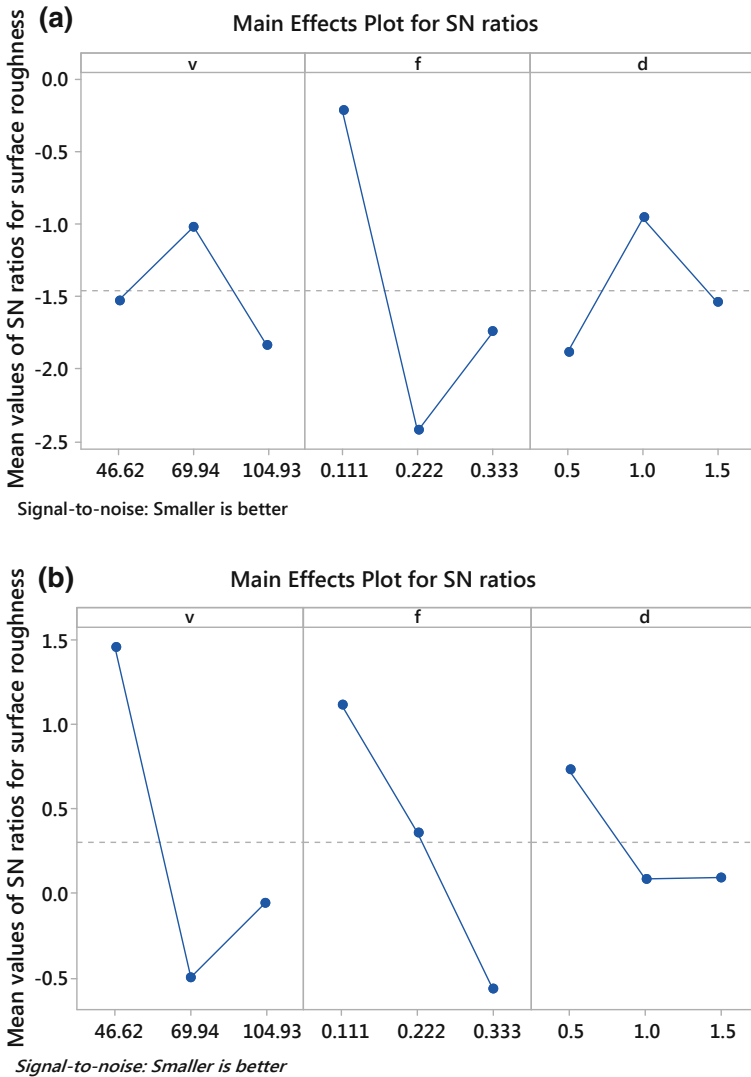 (a)
Main Effects Plot for SN ratios
v f d
Mean values of SN ratios for surface roughness
0.0
-0.5
-1.0
-1.5
-2.0
-2.5
46.62 69.94 104.93 0.111 0.222 0.333 0.5 1.0 1.5
Signal-to-noise: Smaller is better
(b)
Main Effects Plot for SN ratios
v f d
Mean values of SN ratios for surface roughness
1.5
1.0
0.5
0.0
-0.5
46.62 69.94 104.93 0.111 0.222 0.333 0.5 1.0 1.5
Signal-to-noise: Smaller is better